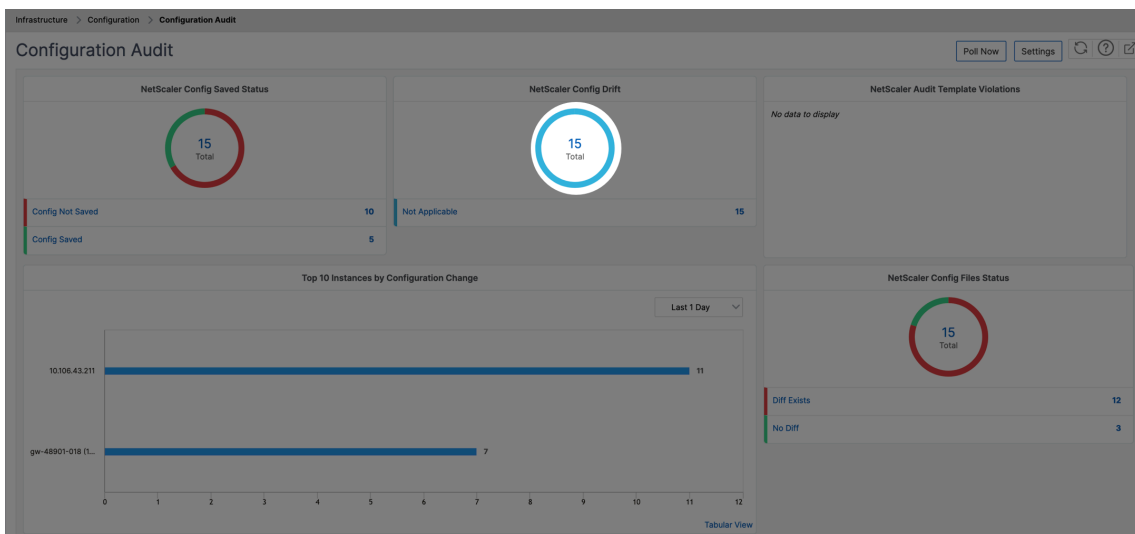 Infrastructure > Configuration > Configuration Audit
Configuration Audit
Poll Now
Settings
NetScaler Config Saved Status
15
Total
Config Not Saved 10
Config Saved 5
NetScaler Config Drift
15
Total
Not Applicable 15
NetScaler Audit Template Violations
No data to display
Top 10 Instances by Configuration Change
Last 1 Day
10.106.43.211
11
gw-48901-018 (1...
7
0 1 2 3 4 5 6 7 8 9 10 11 12
Tabular View
NetScaler Config Files Status
15
Total
Diff Exists 12
No Diff 3